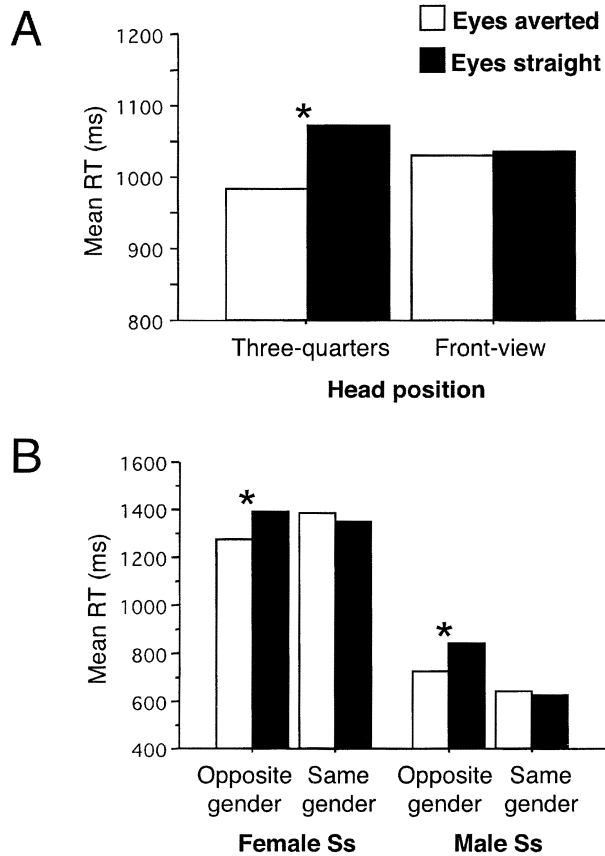 A
Eyes averted
Eyes straight
Mean RT (ms)
1200
1100
1000
900
800
*
Three-quarters
Front-view
Head position
B
Mean RT (ms)
1600
1400
1200
1000
800
600
400
*
*
Opposite gender
Same gender
Opposite gender
Same gender
Female Ss
Male Ss